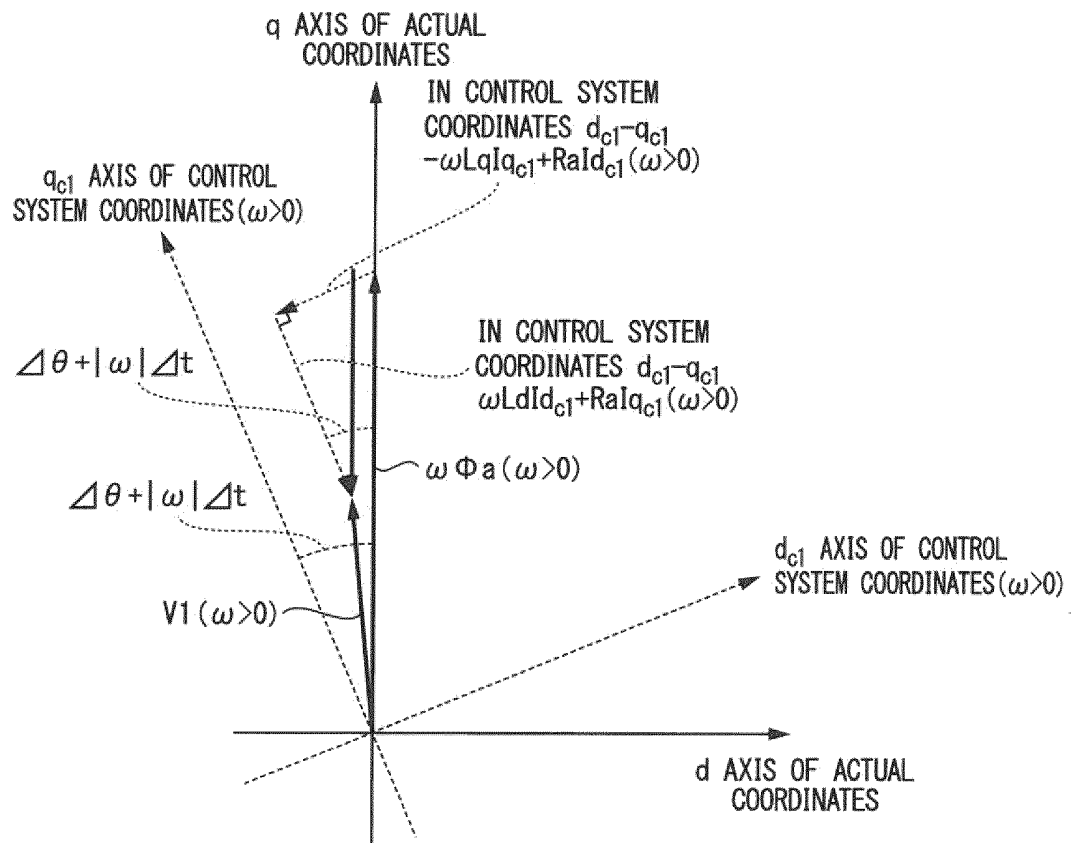 q AXIS OF ACTUAL
COORDINATES
IN CONTROL SYSTEM
COORDINATES dc1-qc1
-ωLqIqc1+RaIdc1(ω>0)
qc1 AXIS OF CONTROL
SYSTEM COORDINATES(ω>0)
IN CONTROL SYSTEM
COORDINATES dc1-qc1
ωLdIdc1+RaIqc1(ω>0)
⊿θ+|ω|⊿t
ωΦa(ω>0)
⊿θ+|ω|⊿t
dc1 AXIS OF CONTROL
SYSTEM COORDINATES(ω>0)
V1(ω>0)
d AXIS OF ACTUAL
COORDINATES